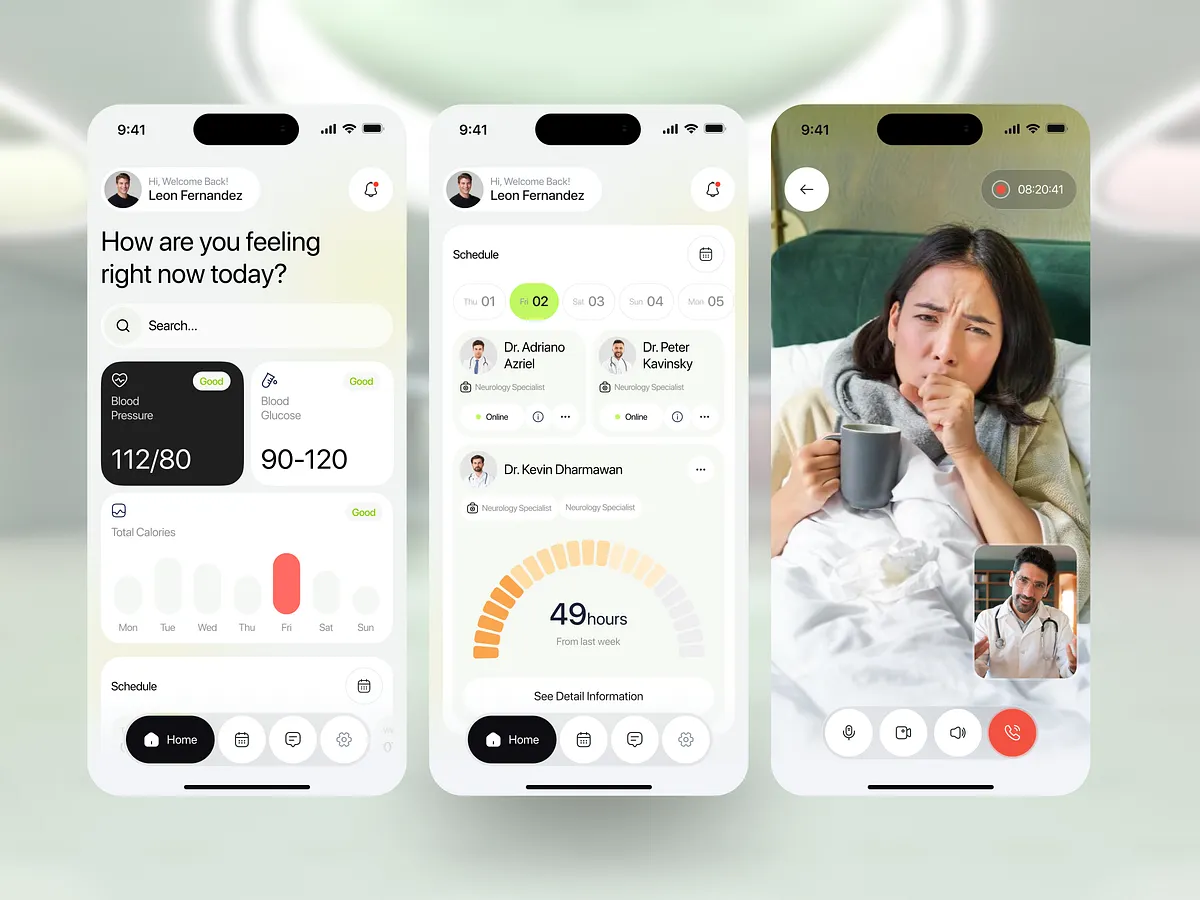 9:41
Hi, Welcome Back!
Leon Fernandez
How are you feeling
right now today?
Search...
Good
Blood
Pressure
112/80
Good
Blood
Glucose
90-120
Good
Total Calories
Mon Tue Wed Thu Fri Sat Sun
Schedule
Home
9:41
Hi, Welcome Back!
Leon Fernandez
Schedule
Thu 01 Fri 02 Sat 03 Sun 04 Mon 05
Dr. Adriano
Azriel
Neurology Specialist
Online
Dr. Peter
Kavinsky
Neurology Specialist
Online
Dr. Kevin Dharmawan
Neurology Specialist Neurology Specialist
49hours
From last week
See Detail Information
Home
9:41
08:20:41